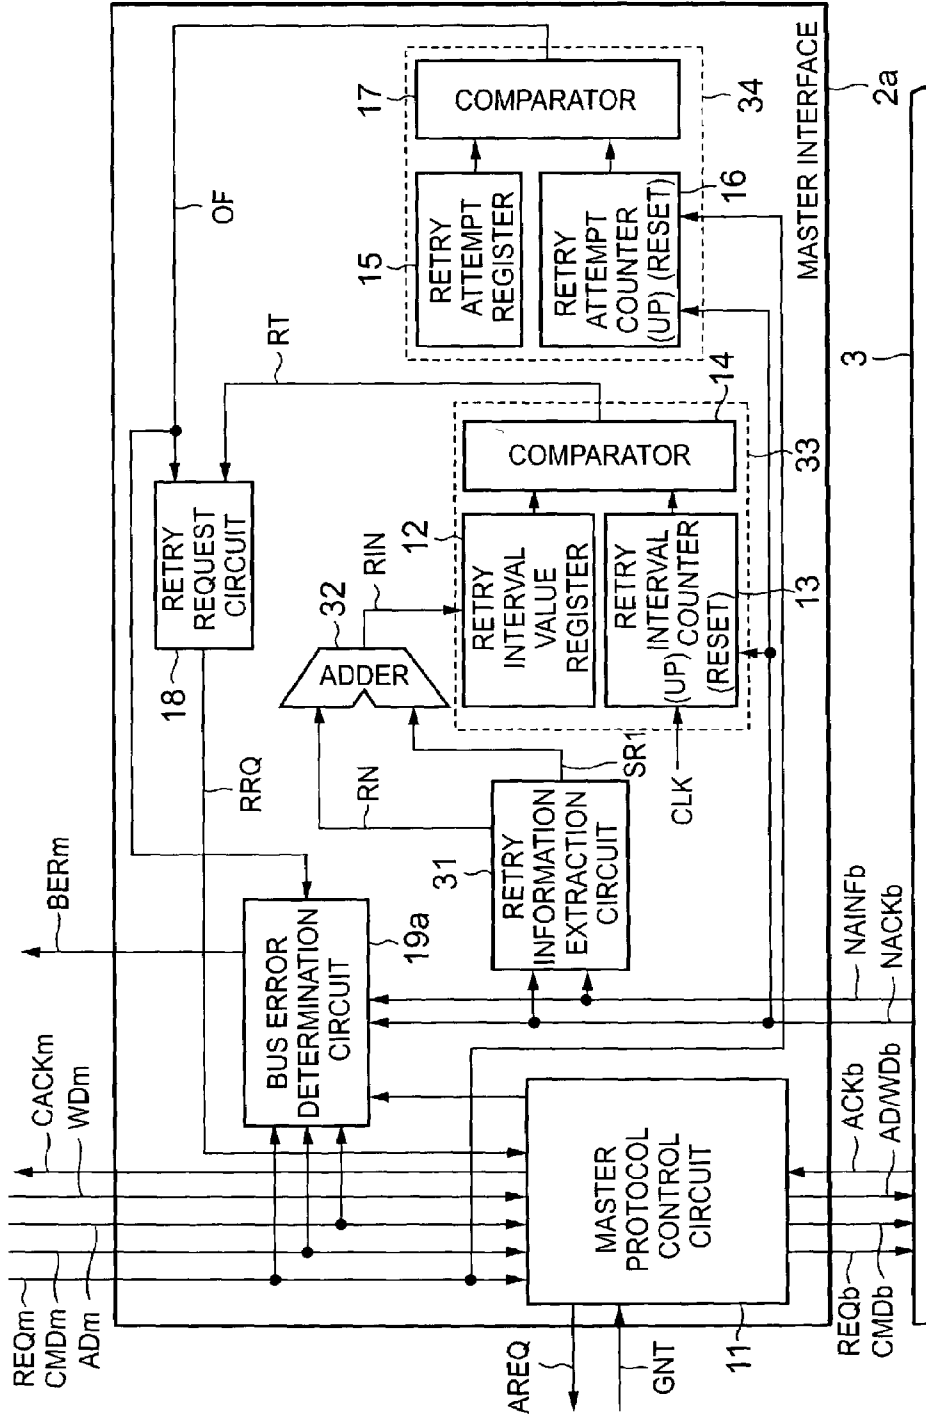 REQm
CMDm
ADm
WDm
CACKm
BERm
RRQ
18
RETRY
REQUEST
CIRCUIT
OF
BUS ERROR
DETERMINATION
CIRCUIT
19a
RN
32
ADDER
RIN
RT
17
COMPARATOR
15
RETRY
ATTEMPT
REGISTER
RETRY
ATTEMPT
COUNTER
(UP) (RESET)
16
34
31
RETRY
INFORMATION
EXTRACTION
CIRCUIT
SR1
12
RETRY
INTERVAL
VALUE
REGISTER
COMPARATOR
14
RETRY
INTERVAL
(UP) COUNTER
(RESET)
13
33
CLK
AREQ
GNT
MASTER
PROTOCOL
CONTROL
CIRCUIT
11
MASTER INTERFACE
2a
REQb
CMDb
AD/WDb
ACKb
NACKb
NAINFb
3